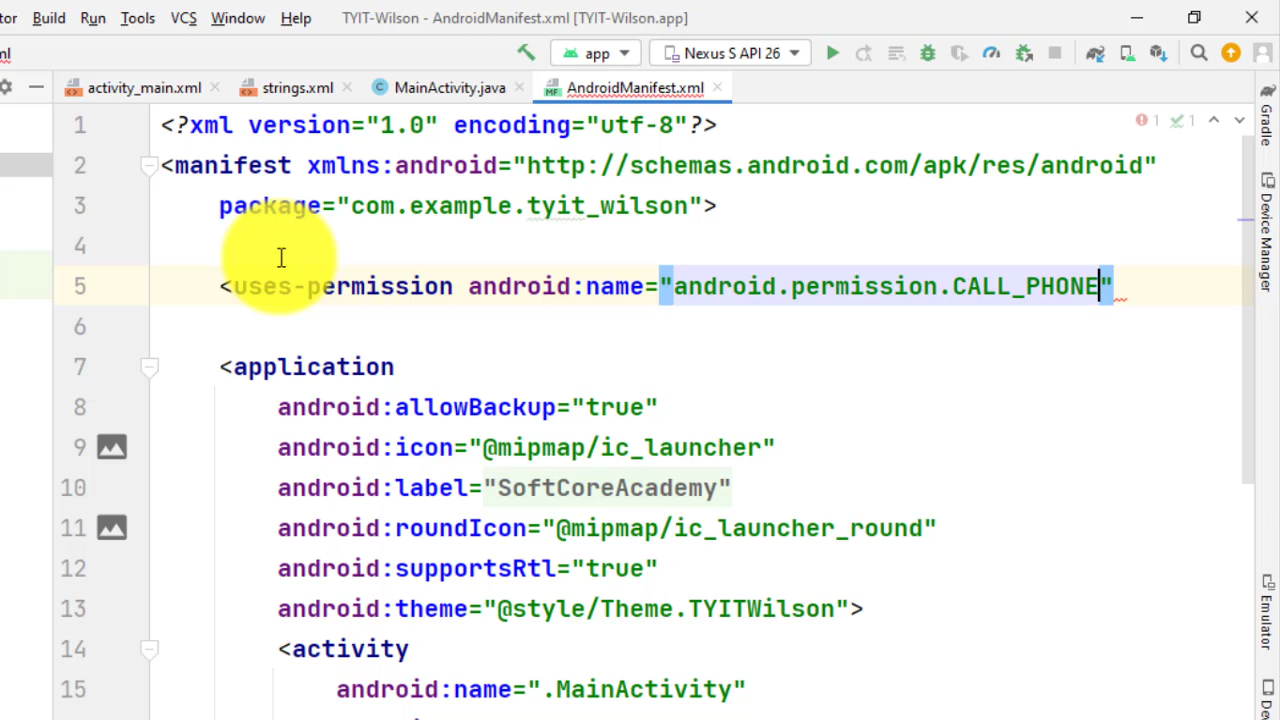 tor Build Run Tools VCS Window Help TYIT-Wilson - AndroidManifest.xml [TYIT-Wilson.app]
ml app Nexus S API 26
activity_main.xml strings.xml MainActivity.java AndroidManifest.xml
1 <?xml version="1.0" encoding="utf-8"?> 1 1
2 <manifest xmlns:android="http://schemas.android.com/apk/res/android"
3 package="com.example.tyit_wilson">
4
5 <uses-permission android:name="android.permission.CALL_PHONE"
6
7 <application
8 android:allowBackup="true"
9 android:icon="@mipmap/ic_launcher"
10 android:label="SoftCoreAcademy"
11 android:roundIcon="@mipmap/ic_launcher_round"
12 android:supportsRtl="true"
13 android:theme="@style/Theme.TYITWilson">
14 <activity
15 android:name=".MainActivity"
Gradle
Device Manager
Emulator